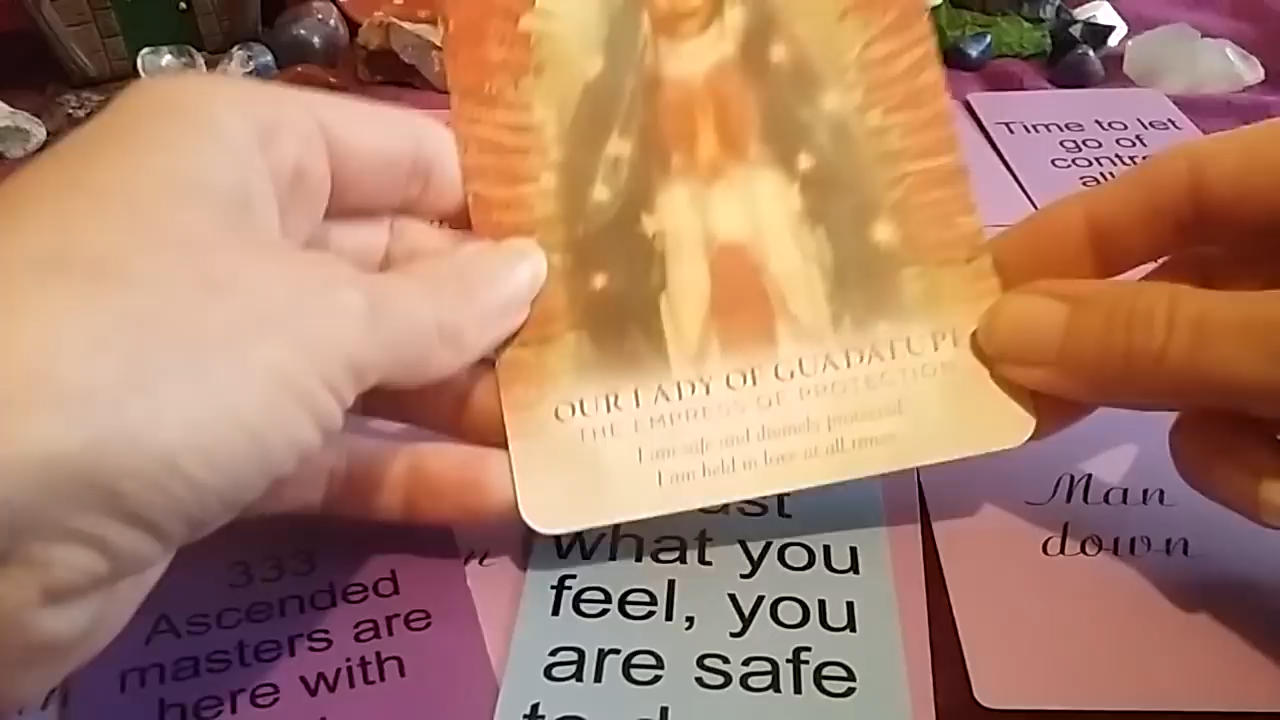 Time to let
go of
OUR LADY OF GUADALUPE
THE EMPRESS OF PROTECTION
I am safe and divinely protected.
I am held in love at all times.
Man
down
what you
feel, you
are safe
333
Ascended
masters are
here with